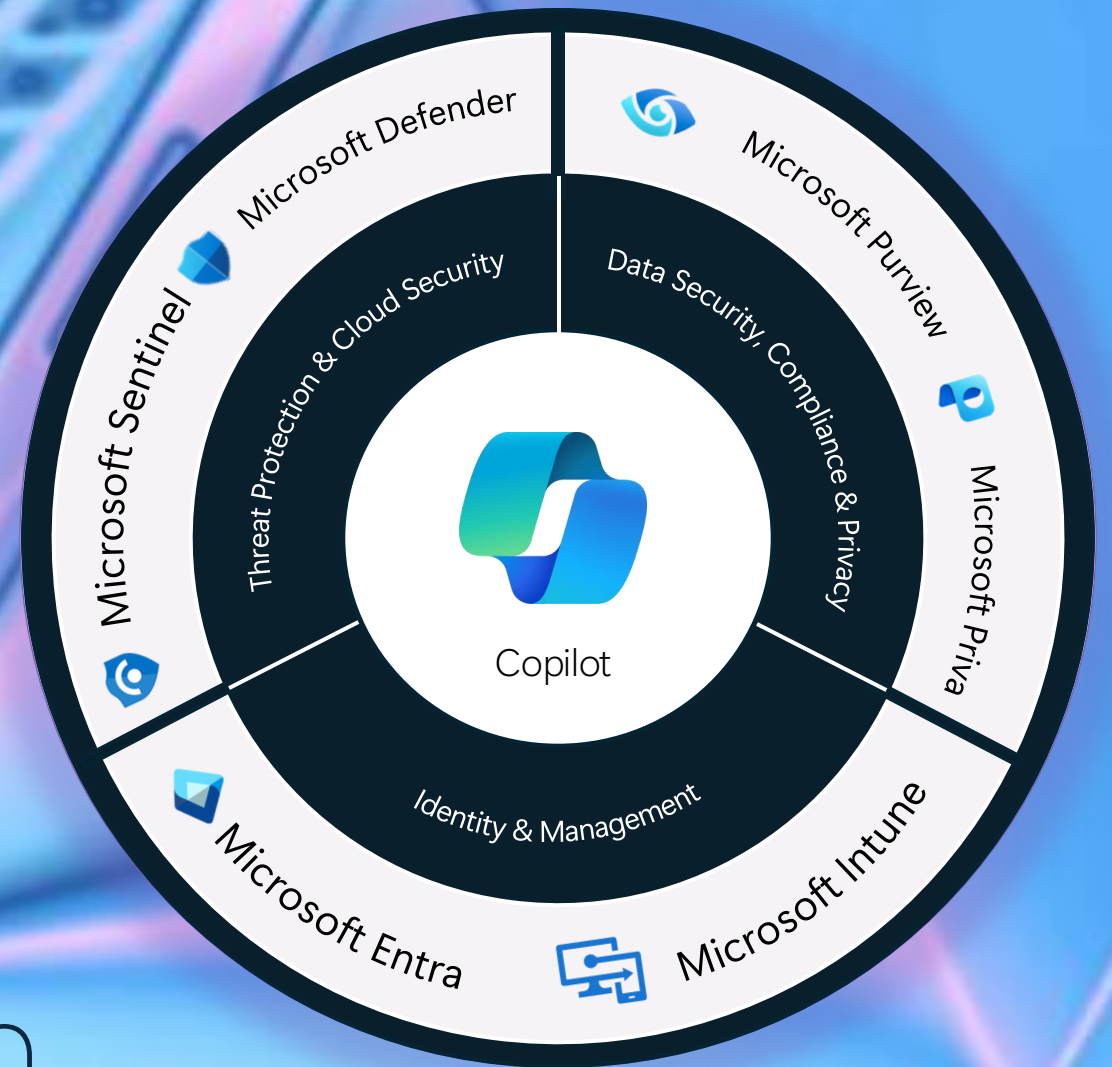 Microsoft Defender
Microsoft Sentinel
Microsoft Purview
Microsoft Priva
Threat Protection & Cloud Security
Data Security, Compliance & Privacy
Copilot
Identity & Management
Microsoft Entra
Microsoft Intune